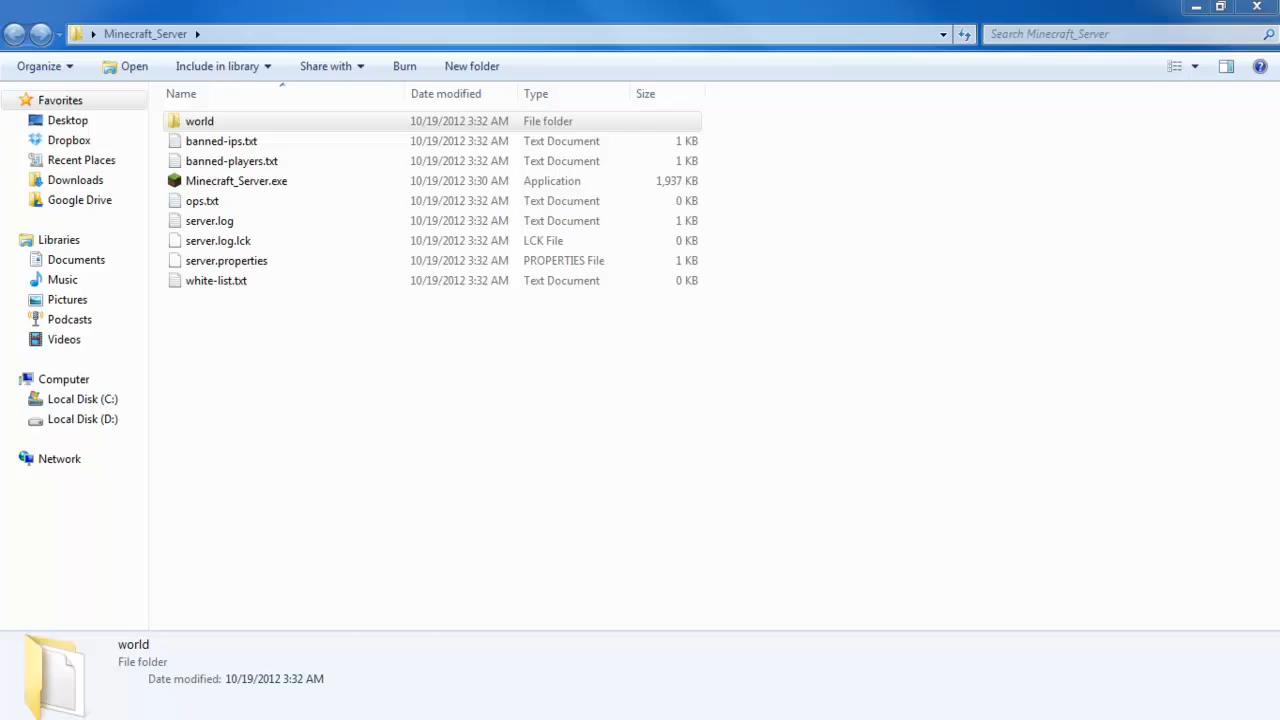 Minecraft_Server
Search Minecraft_Server
Organize Open Include in library Share with Burn New folder
Favorites
Desktop
Dropbox
Recent Places
Downloads
Google Drive
Libraries
Documents
Music
Pictures
Podcasts
Videos
Computer
Local Disk (C:)
Local Disk (D:)
Network
Name Date modified Type Size
world 10/19/2012 3:32 AM File folder
banned-ips.txt 10/19/2012 3:32 AM Text Document 1 KB
banned-players.txt 10/19/2012 3:32 AM Text Document 1 KB
Minecraft_Server.exe 10/19/2012 3:30 AM Application 1,937 KB
ops.txt 10/19/2012 3:32 AM Text Document 0 KB
server.log 10/19/2012 3:32 AM Text Document 1 KB
server.log.lck 10/19/2012 3:32 AM LCK File 0 KB
server.properties 10/19/2012 3:32 AM PROPERTIES File 1 KB
white-list.txt 10/19/2012 3:32 AM Text Document 0 KB
world
File folder
Date modified: 10/19/2012 3:32 AM